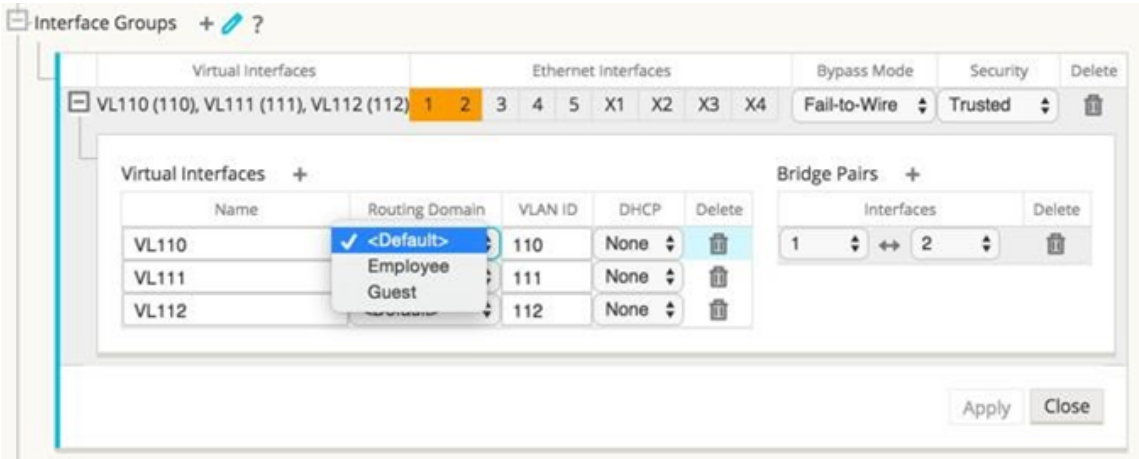 Interface Groups + ?
Virtual Interfaces Ethernet Interfaces Bypass Mode Security Delete
VL110 (110), VL111 (111), VL112 (112) 1 2 3 4 5 X1 X2 X3 X4 Fail-to-Wire Trusted
Virtual Interfaces + Bridge Pairs +
Name Routing Domain VLAN ID DHCP Delete Interfaces Delete
VL110 ✓ <Default> 110 None 1 ↔ 2
VL111 Employee 111 None
Guest
VL112 <Default> 112 None
Apply Close